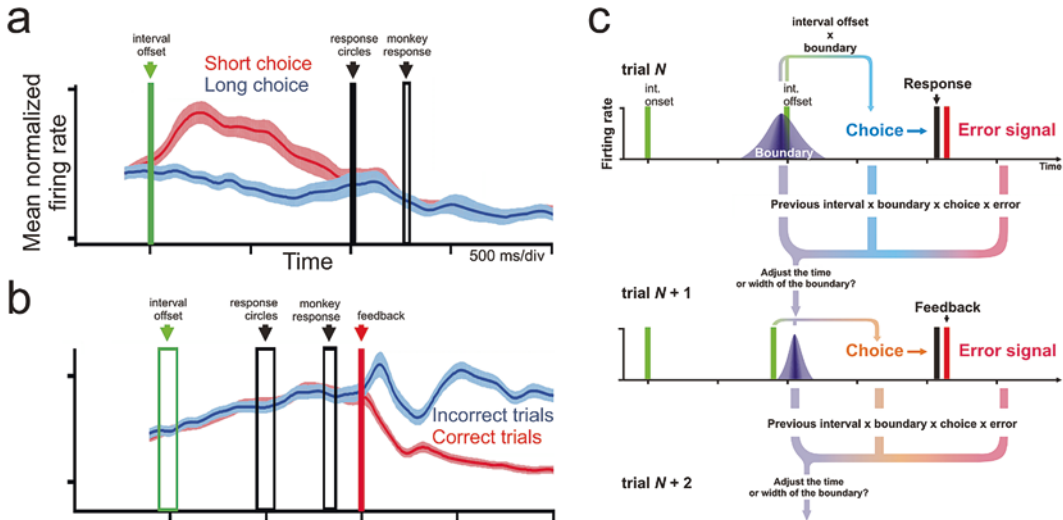 a
interval
offset
response
circles
monkey
response
Short choice
Long choice
Mean normalized
firing rate
Time
500 ms/div
b
interval
offset
response
circles
monkey
response
feedback
Incorrect trials
Correct trials
c
interval offset
x
boundary
trial N
int.
onset
int.
offset
Response
Firting rate
Boundary
Choice
Error signal
Time
Previous interval x boundary x choice x error
Adjust the time
or width of the boundary?
trial N + 1
Feedback
Choice
Error signal
Previous interval x boundary x choice x error
Adjust the time
or width of the boundary?
trial N + 2